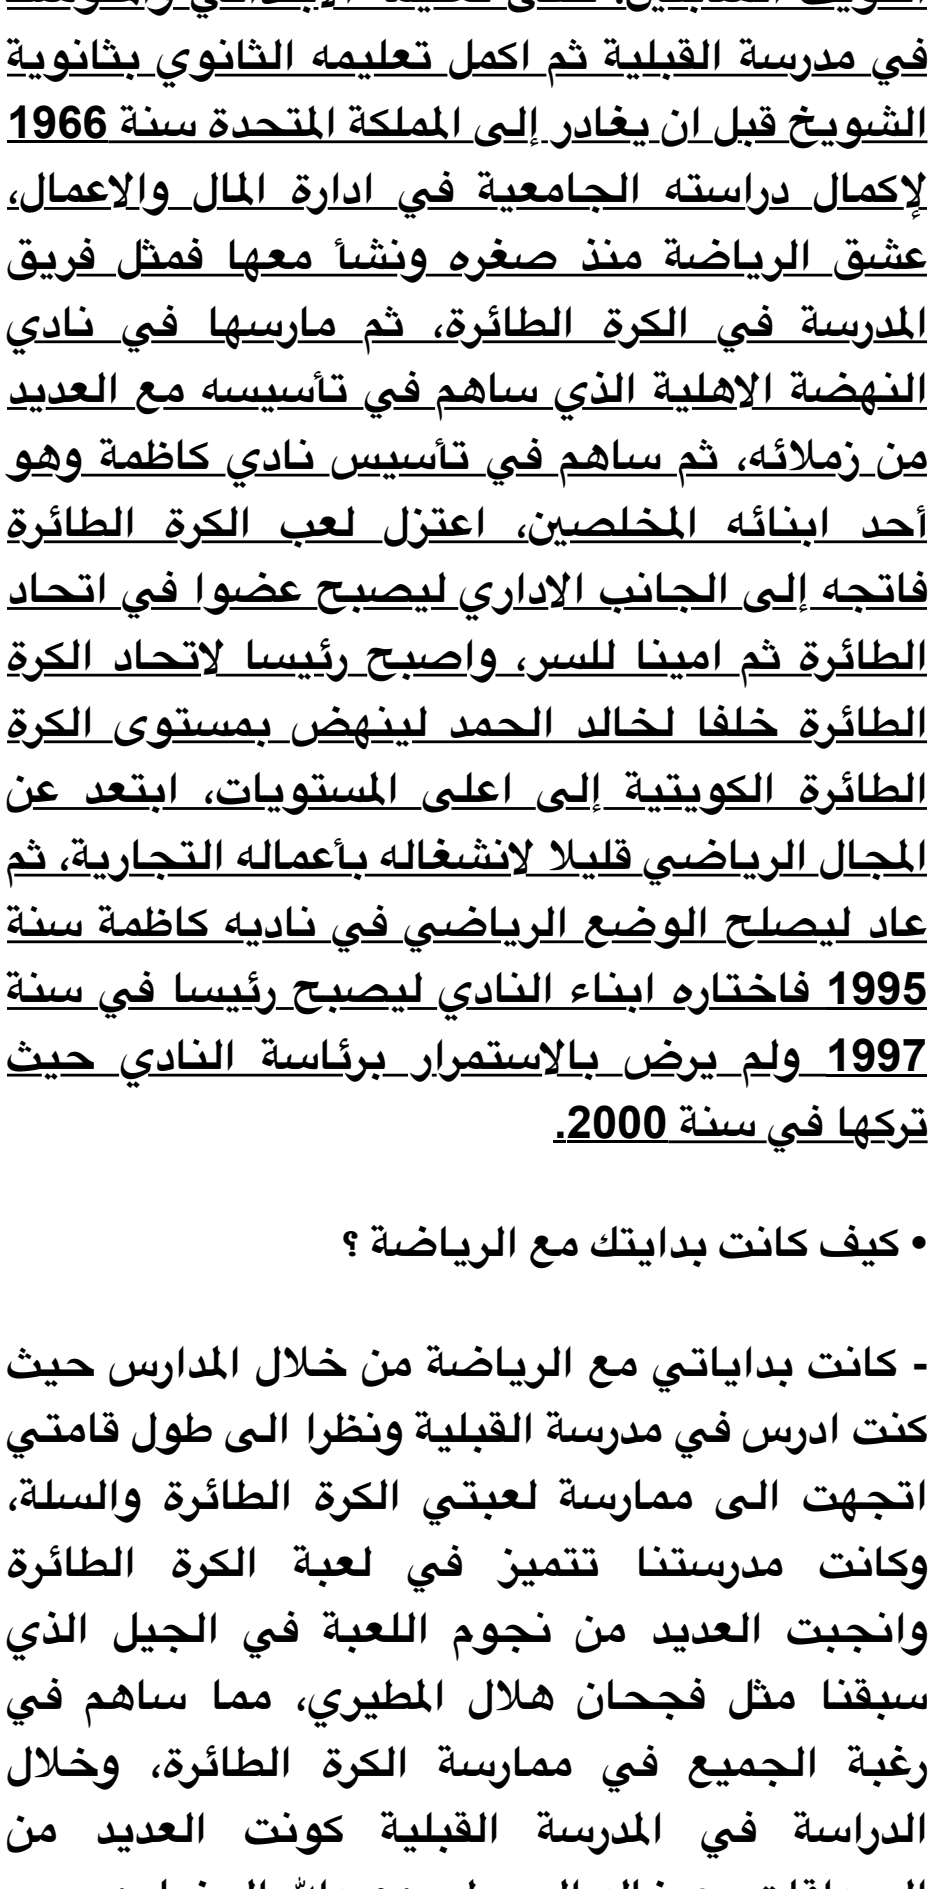 في مدرسة القبلية ثم اكمل تعليمه الثانوي بثانوية
الشويخ قبل ان يغادر إلى المملكة المتحدة سنة 1966
لإكمال دراسته الجامعية في ادارة المال والاعمال،
عشق الرياضة منذ صغره ونشأ معها فمثل فريق
المدرسة في الكرة الطائرة، ثم مارسها في نادي
النهضة الاهلية الذي ساهم في تأسيسه مع العديد
من زملائه، ثم ساهم في تأسيس نادي كاظمة وهو
أحد ابنائه المخلصين، اعتزل لعب الكرة الطائرة
فاتجه إلى الجانب الاداري ليصبح عضوا في اتحاد
الطائرة ثم امينا للسر، واصبح رئيسا لاتحاد الكرة
الطائرة خلفا لخالد الحمد لينهض بمستوى الكرة
الطائرة الكويتية إلى اعلى المستويات، ابتعد عن
المجال الرياضي قليلا لانشغاله بأعماله التجارية، ثم
عاد ليصلح الوضع الرياضي في ناديه كاظمة سنة
1995 فاختاره ابناء النادي ليصبح رئيسا في سنة
1997 ولم يرض بالاستمرار برئاسة النادي حيث
تركها في سنة 2000.
• كيف كانت بدايتك مع الرياضة ؟
- كانت بداياتي مع الرياضة من خلال المدارس حيث
كنت ادرس في مدرسة القبلية ونظرا الى طول قامتي
اتجهت الى ممارسة لعبتي الكرة الطائرة والسلة،
وكانت مدرستنا تتميز في لعبة الكرة الطائرة
وانجبت العديد من نجوم اللعبة في الجيل الذي
سبقنا مثل فجحان هلال المطيري، مما ساهم في
رغبة الجميع في ممارسة الكرة الطائرة، وخلال
الدراسة في المدرسة القبلية كونت العديد من